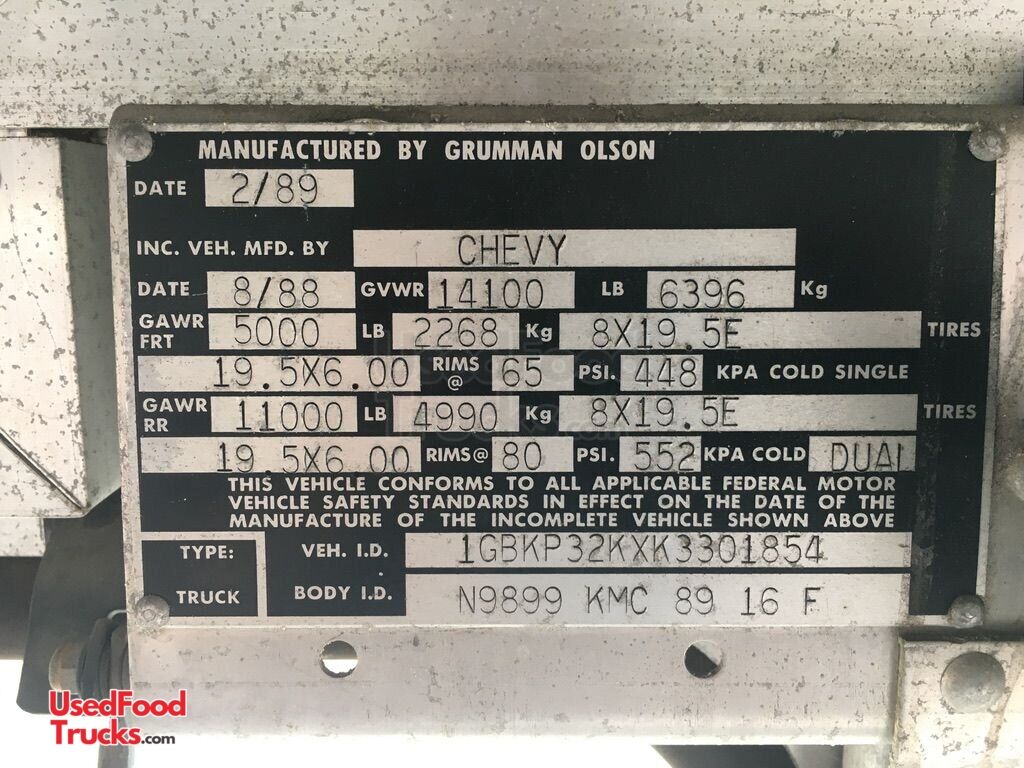 MANUFACTURED BY GRUMMAN OLSON
DATE 2/89
INC. VEH. MFD. BY CHEVY
DATE 8/88 GVWR 14100 LB 6396 Kg
GAWR FRT 5000 LB 2268 Kg 8X19.5E TIRES
19.5X6.00 RIMS @ 65 PSI. 448 KPA COLD SINGLE
GAWR RR 11000 LB 4990 Kg 8X19.5E TIRES
19.5X6.00 RIMS @ 80 PSI. 552 KPA COLD DUAL
THIS VEHICLE CONFORMS TO ALL APPLICABLE FEDERAL MOTOR
VEHICLE SAFETY STANDARDS IN EFFECT ON THE DATE OF THE
MANUFACTURE OF THE INCOMPLETE VEHICLE SHOWN ABOVE
TYPE: VEH. I.D. 1GBKP32KXK3301854
TRUCK BODY I.D. N9899 KMC 89 16 F
UsedFood
Trucks.com